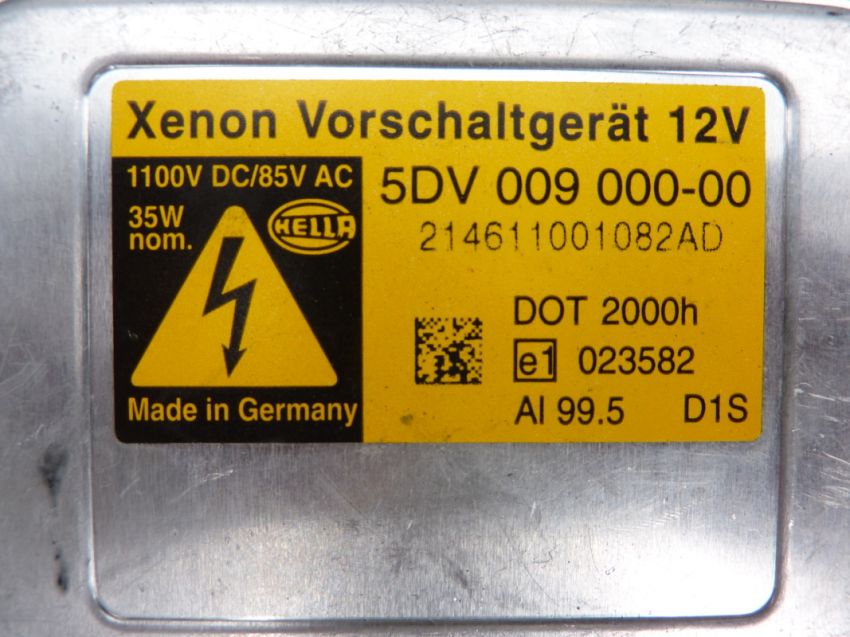 Xenon Vorschaltgerät 12V
1100V DC/85V AC
35W
nom.
HELLA
Made in Germany
5DV 009 000-00
214611001082AD
DOT 2000h
e1 023582
Al 99.5 D1S